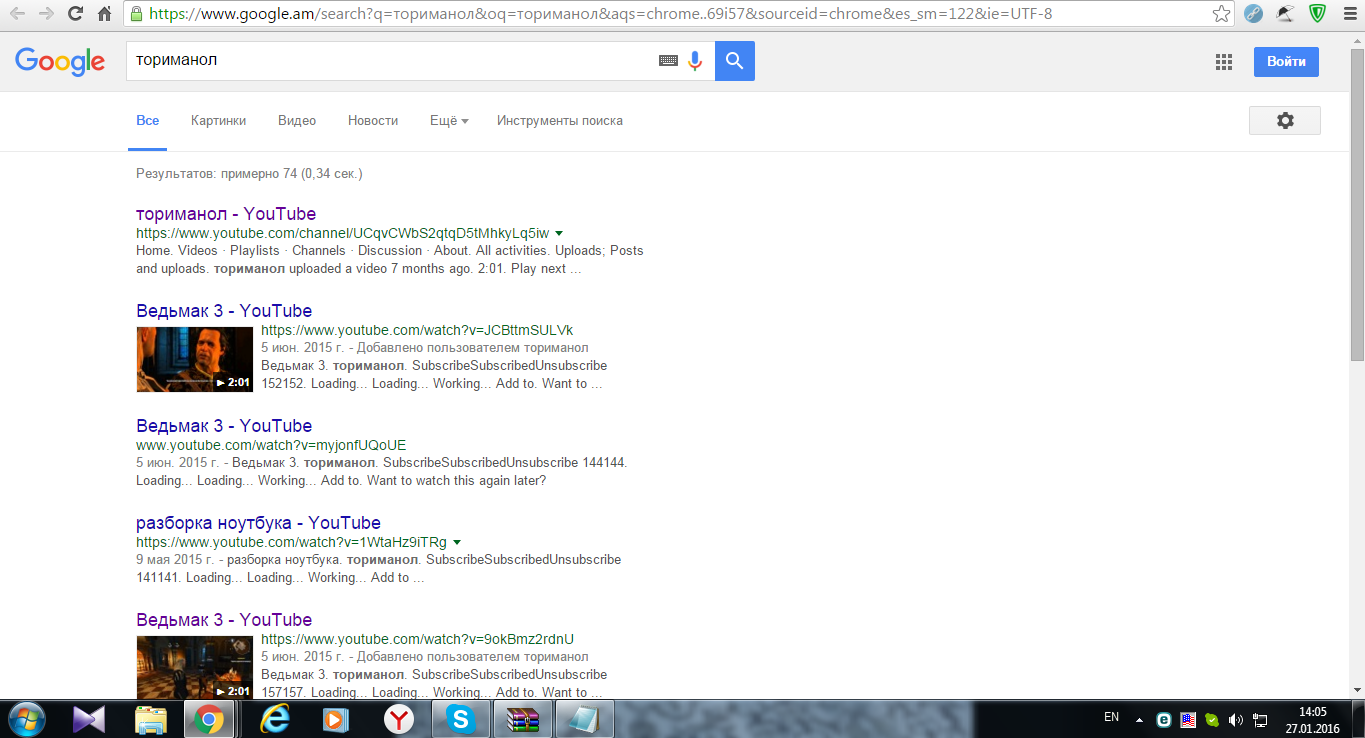 https://www.google.am/search?q=ториманол&oq=ториманол&aqs=chrome..69i57&sourceid=chrome&es_sm=122&ie=UTF-8
Google
ториманол
Войти
Все Картинки Видео Новости Ещё Инструменты поиска
Результатов: примерно 74 (0,34 сек.)
ториманол - YouTube
https://www.youtube.com/channel/UCqvCWbS2qtqD5tMhkyLq5iw
Home. Videos · Playlists · Channels · Discussion · About. All activities. Uploads; Posts
and uploads. ториманол uploaded a video 7 months ago. 2:01. Play next ...
Ведьмак 3 - YouTube
https://www.youtube.com/watch?v=JCBttmSULVk
5 июн. 2015 г. - Добавлено пользователем ториманол
Ведьмак 3. ториманол. SubscribeSubscribedUnsubscribe
152152. Loading... Loading... Working... Add to. Want to ...
2:01
Ведьмак 3 - YouTube
www.youtube.com/watch?v=myjonfUQoUE
5 июн. 2015 г. - Ведьмак 3. ториманол. SubscribeSubscribedUnsubscribe 144144.
Loading... Loading... Working... Add to. Want to watch this again later?
разборка ноутбука - YouTube
https://www.youtube.com/watch?v=1WtaHz9iTRg
9 мая 2015 г. - разборка ноутбука. ториманол. SubscribeSubscribedUnsubscribe
141141. Loading... Loading... Working... Add to ...
Ведьмак 3 - YouTube
https://www.youtube.com/watch?v=9okBmz2rdnU
5 июн. 2015 г. - Добавлено пользователем ториманол
Ведьмак 3. ториманол. SubscribeSubscribedUnsubscribe
157157. Loading... Loading... Working... Add to. Want to ...
2:01
EN
14:05
27.01.2016